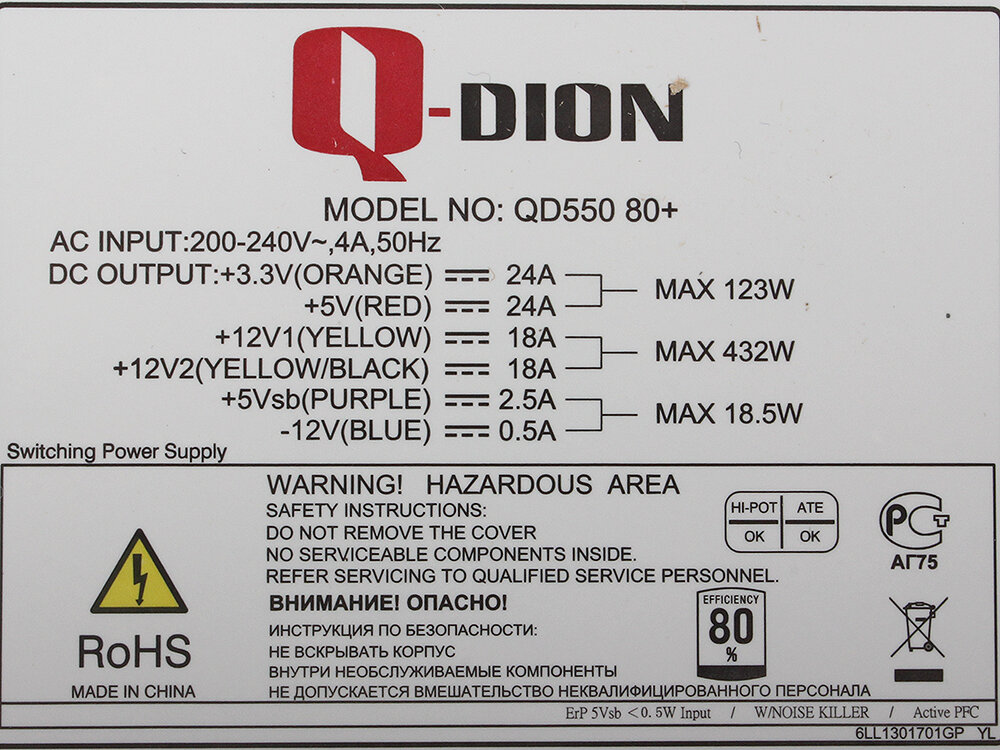 Q-DION
MODEL NO: QD550 80+
AC INPUT:200-240V~,4A,50Hz
DC OUTPUT:+3.3V(ORANGE) 24A
MAX 123W
+5V(RED) 24A
+12V1(YELLOW) 18A
MAX 432W
+12V2(YELLOW/BLACK) 18A
+5Vsb(PURPLE) 2.5A
MAX 18.5W
-12V(BLUE) 0.5A
Switching Power Supply
WARNING! HAZARDOUS AREA
SAFETY INSTRUCTIONS:
DO NOT REMOVE THE COVER
NO SERVICEABLE COMPONENTS INSIDE.
REFER SERVICING TO QUALIFIED SERVICE PERSONNEL.
HI-POT ATE
OK OK
РСТ
АГ75
ВНИМАНИЕ! ОПАСНО!
ИНСТРУКЦИЯ ПО БЕЗОПАСНОСТИ:
НЕ ВСКРЫВАТЬ КОРПУС
ВНУТРИ НЕОБСЛУЖИВАЕМЫЕ КОМПОНЕНТЫ
НЕ ДОПУСКАЕТСЯ ВМЕШАТЕЛЬСТВО НЕКВАЛИФИЦИРОВАННОГО ПЕРСОНАЛА
EFFICIENCY
80
%
RoHS
MADE IN CHINA
ErP 5Vsb <0.5W Input / W/NOISE KILLER / Active PFC
6LL1301701GP YL